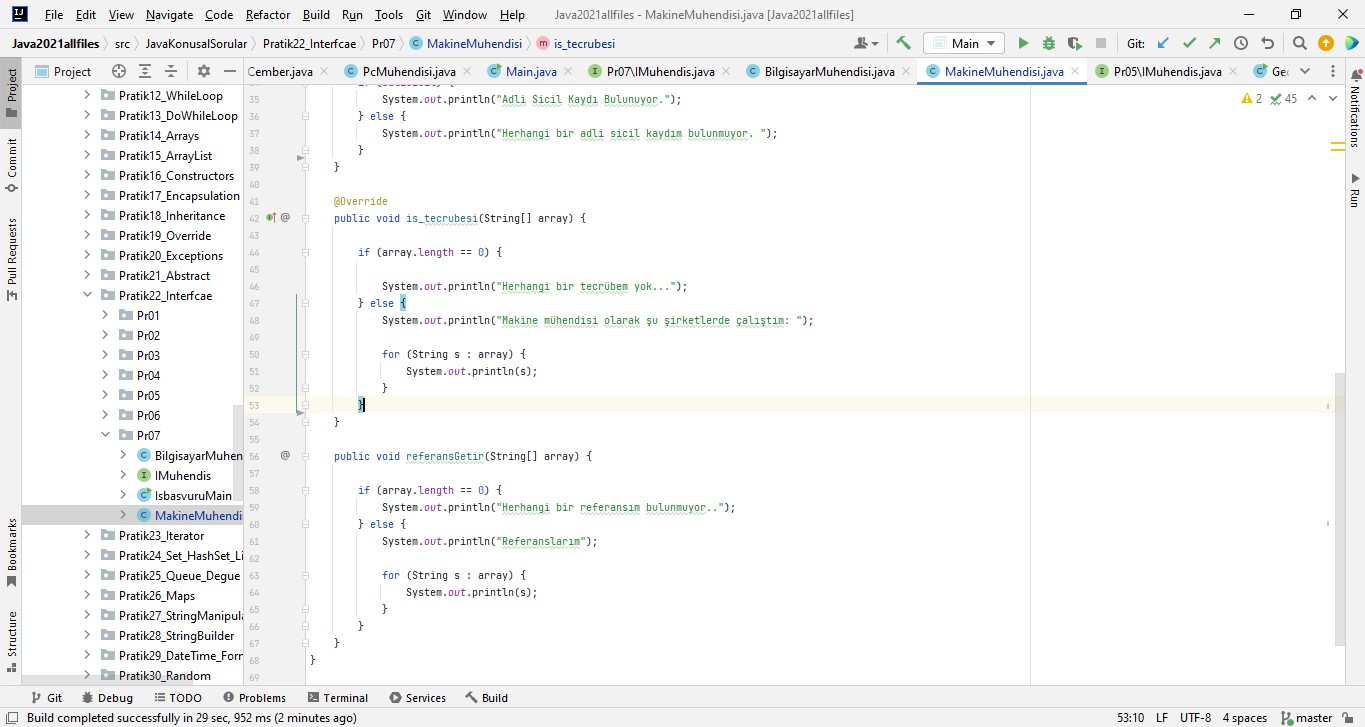 File Edit View Navigate Code Refactor Build Run Tools Git Window Help Java2021allfiles - MakineMuhendisi.java [Java2021allfiles]
Java2021allfiles src JavaKonusalSorular Pratik22_Interfcae Pr07 MakineMuhendisi is_tecrubesi Main Git:
Project Cember.java PcMuhendisi.java Main.java Pr07\IMuhendis.java BilgisayarMuhendisi.java MakineMuhendisi.java Pr05\IMuhendis.java Ge
Project
Commit
Pull Requests
Bookmarks
Structure
Pratik12_WhileLoop
Pratik13_DoWhileLoop
Pratik14_Arrays
Pratik15_ArrayList
Pratik16_Constructors
Pratik17_Encapsulation
Pratik18_Inheritance
Pratik19_Override
Pratik20_Exceptions
Pratik21_Abstract
Pratik22_Interfcae
Pr01
Pr02
Pr03
Pr04
Pr05
Pr06
Pr07
BilgisayarMuhen
IMuhendis
IsbasvuruMain
MakineMuhendi
Pratik23_Iterator
Pratik24_Set_HashSet_Li
Pratik25_Queue_Degue
Pratik26_Maps
Pratik27_StringManipula
Pratik28_StringBuilder
Pratik29_DateTime_Forr
Pratik30_Random
35 System.out.println("Adli Sicil Kaydı Bulunuyor.");
36 } else {
37 System.out.println("Herhangi bir adli sicil kaydım bulunmuyor. ");
38 }
39 }
40
41 @Override
42 public void is_tecrubesi(String[] array) {
43
44 if (array.length == 0) {
45
46 System.out.println("Herhangi bir tecrübem yok...");
47 } else {
48 System.out.println("Makine mühendisi olarak şu şirketlerde çalıştım: ");
49
50 for (String s : array) {
51 System.out.println(s);
52 }
53 }
54 }
55
56 public void referansGetir(String[] array) {
57
58 if (array.length == 0) {
59 System.out.println("Herhangi bir referansım bulunmuyor..");
60 } else {
61 System.out.println("Referanslarım");
62
63 for (String s : array) {
64 System.out.println(s);
65 }
66 }
67 }
68 }
69
2 45
Notifications
Run
Git Debug TODO Problems Terminal Services Build
Build completed successfully in 29 sec, 952 ms (2 minutes ago) 53:10 LF UTF-8 4 spaces master